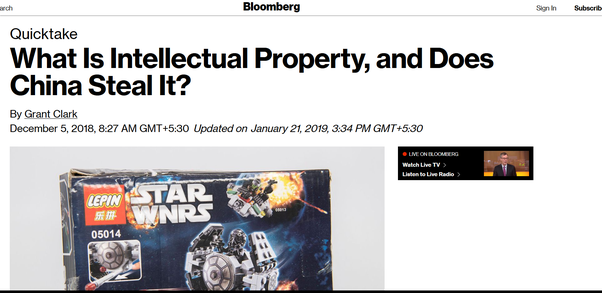 arch
Bloomberg
Sign In
Subscrib
Quicktake
What Is Intellectual Property, and Does
China Steal It?
By Grant Clark
December 5, 2018, 8:27 AM GMT+5:30 Updated on January 21, 2019, 3:34 PM GMT+5:30
LIVE ON BLOOMBERG
Watch Live TV
Listen to Live Radio
LEPIN
乐拼
STAR
WNRS
05014
05013